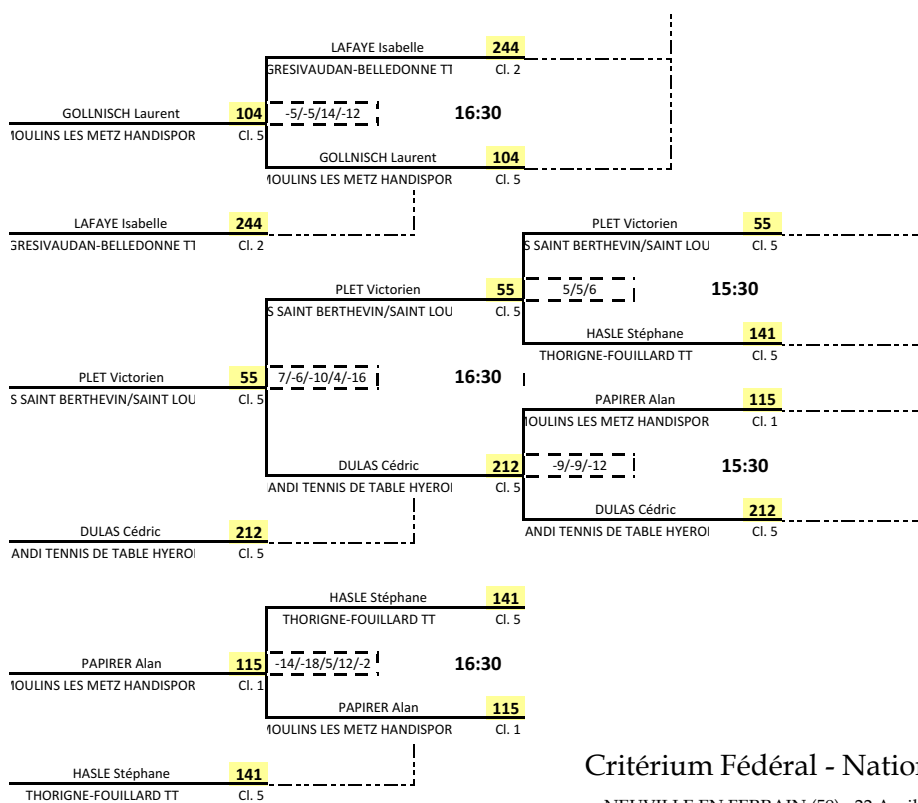 LAFAYE Isabelle 244
GRESIVAUDAN-BELLEDONNE TT Cl. 2
GOLLNISCH Laurent 104 -5/-5/14/-12 16:30
MOULINS LES METZ HANDISPOR Cl. 5
GOLLNISCH Laurent 104
MOULINS LES METZ HANDISPOR Cl. 5
LAFAYE Isabelle 244
GRESIVAUDAN-BELLEDONNE TT Cl. 2
PLET Victorien 55
S SAINT BERTHEVIN/SAINT LOU Cl. 5
PLET Victorien 55 5/5/6 15:30
S SAINT BERTHEVIN/SAINT LOU Cl. 5
HASLE Stéphane 141
THORIGNE-FOUILLARD TT Cl. 5
PLET Victorien 55 7/-6/-10/4/-16 16:30
S SAINT BERTHEVIN/SAINT LOU Cl. 5
PAPIRER Alan 115
MOULINS LES METZ HANDISPOR Cl. 1
DULAS Cédric 212 -9/-9/-12 15:30
ANDI TENNIS DE TABLE HYEROI Cl. 5
DULAS Cédric 212
ANDI TENNIS DE TABLE HYEROI Cl. 5
DULAS Cédric 212
ANDI TENNIS DE TABLE HYEROI Cl. 5
HASLE Stéphane 141
THORIGNE-FOUILLARD TT Cl. 5
PAPIRER Alan 115 -14/-18/5/12/-2 16:30
MOULINS LES METZ HANDISPOR Cl. 1
PAPIRER Alan 115
MOULINS LES METZ HANDISPOR Cl. 1
HASLE Stéphane 141
THORIGNE-FOUILLARD TT Cl. 5
Critérium Fédéral - Nation